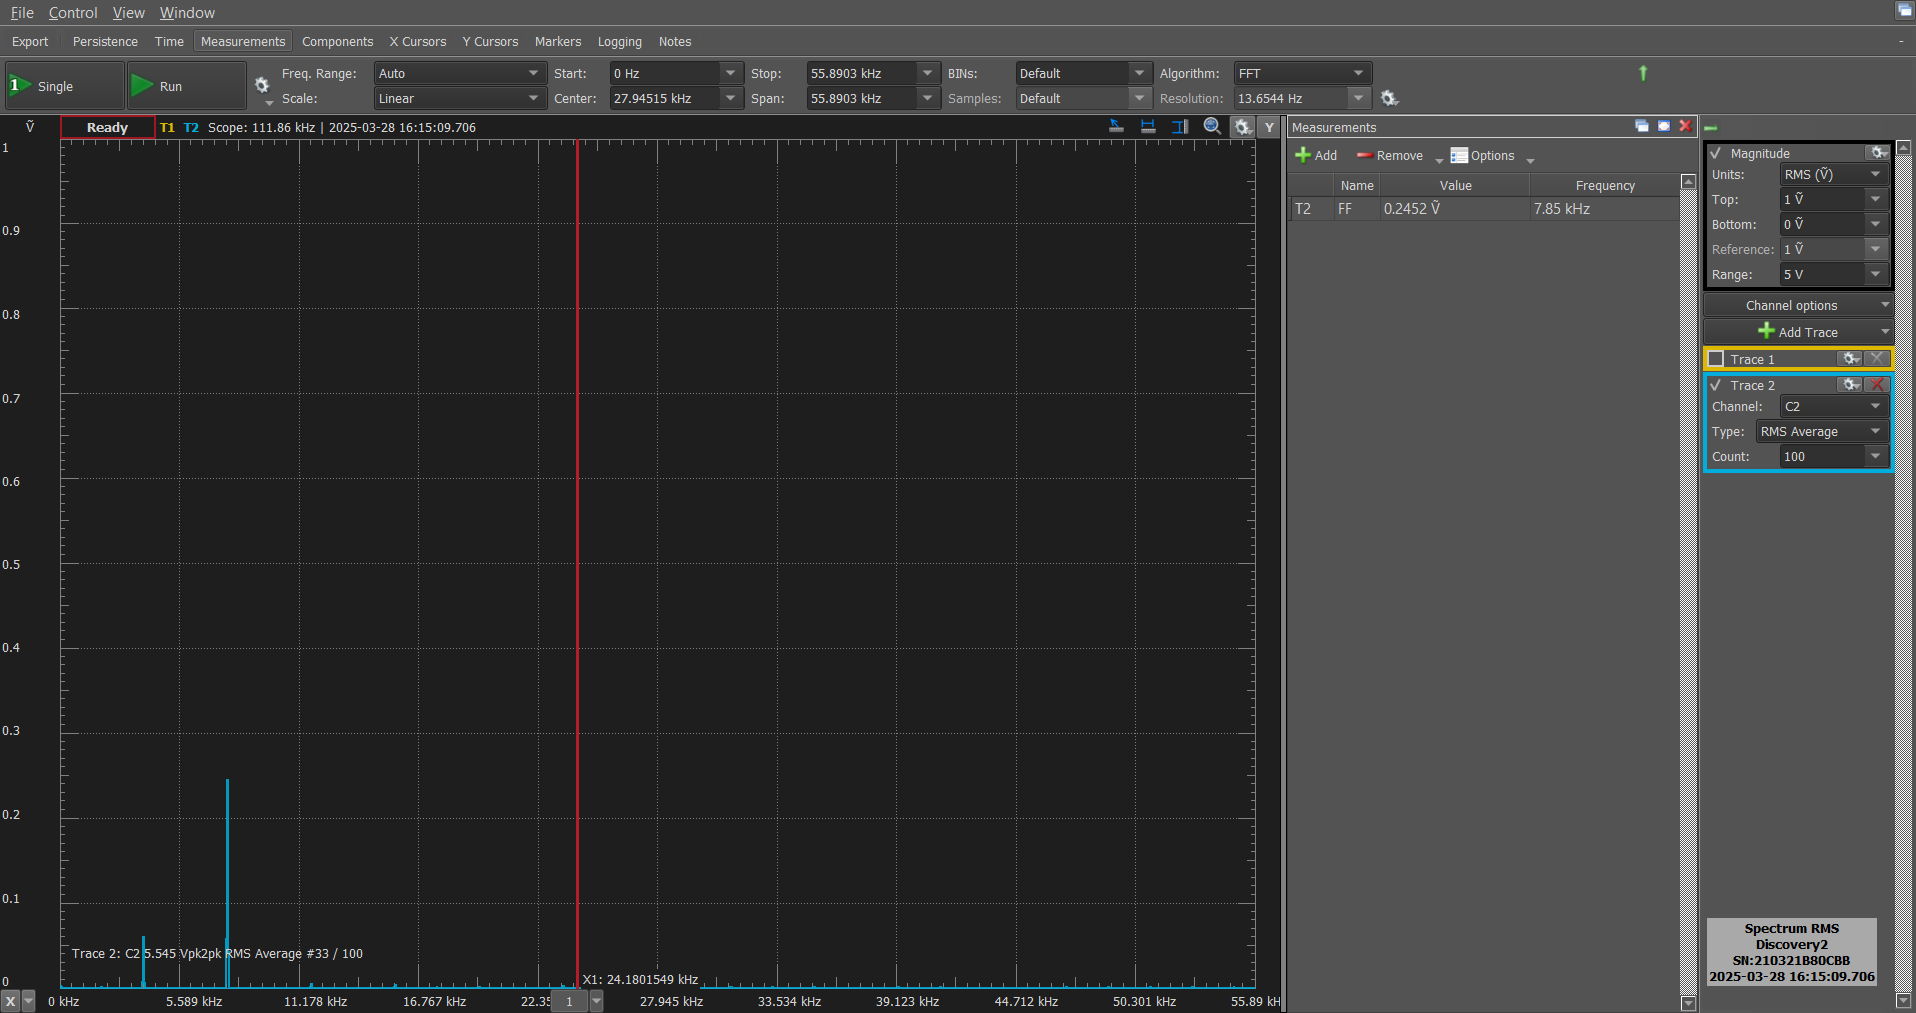 File Control View Window
Export Persistence Time Measurements Components X Cursors Y Cursors Markers Logging Notes -
1 Single Run Freq. Range: Auto Start: 0 Hz Stop: 55.8903 kHz BINs: Default Algorithm: FFT
Scale: Linear Center: 27.94515 kHz Span: 55.8903 kHz Samples: Default Resolution: 13.6544 Hz
Ṽ Ready T1 T2 Scope: 111.86 kHz | 2025-03-28 16:15:09.706 Y
1
0.9
0.8
0.7
0.6
0.5
0.4
0.3
0.2
0.1
0
Trace 2: C2 5.545 Vpk2pk RMS Average #33 / 100
X1: 24.1801549 kHz
X 0 kHz 5.589 kHz 11.178 kHz 16.767 kHz 22.35 1 27.945 kHz 33.534 kHz 39.123 kHz 44.712 kHz 50.301 kHz 55.89 kH
Measurements
Add Remove Options
Name Value Frequency
T2 FF 0.2452 Ṽ 7.85 kHz
Magnitude
Units: RMS (Ṽ)
Top: 1 Ṽ
Bottom: 0 Ṽ
Reference: 1 Ṽ
Range: 5 V
Channel options
Add Trace
Trace 1
Trace 2
Channel: C2
Type: RMS Average
Count: 100
Spectrum RMS
Discovery2
SN:210321B80CBB
2025-03-28 16:15:09.706